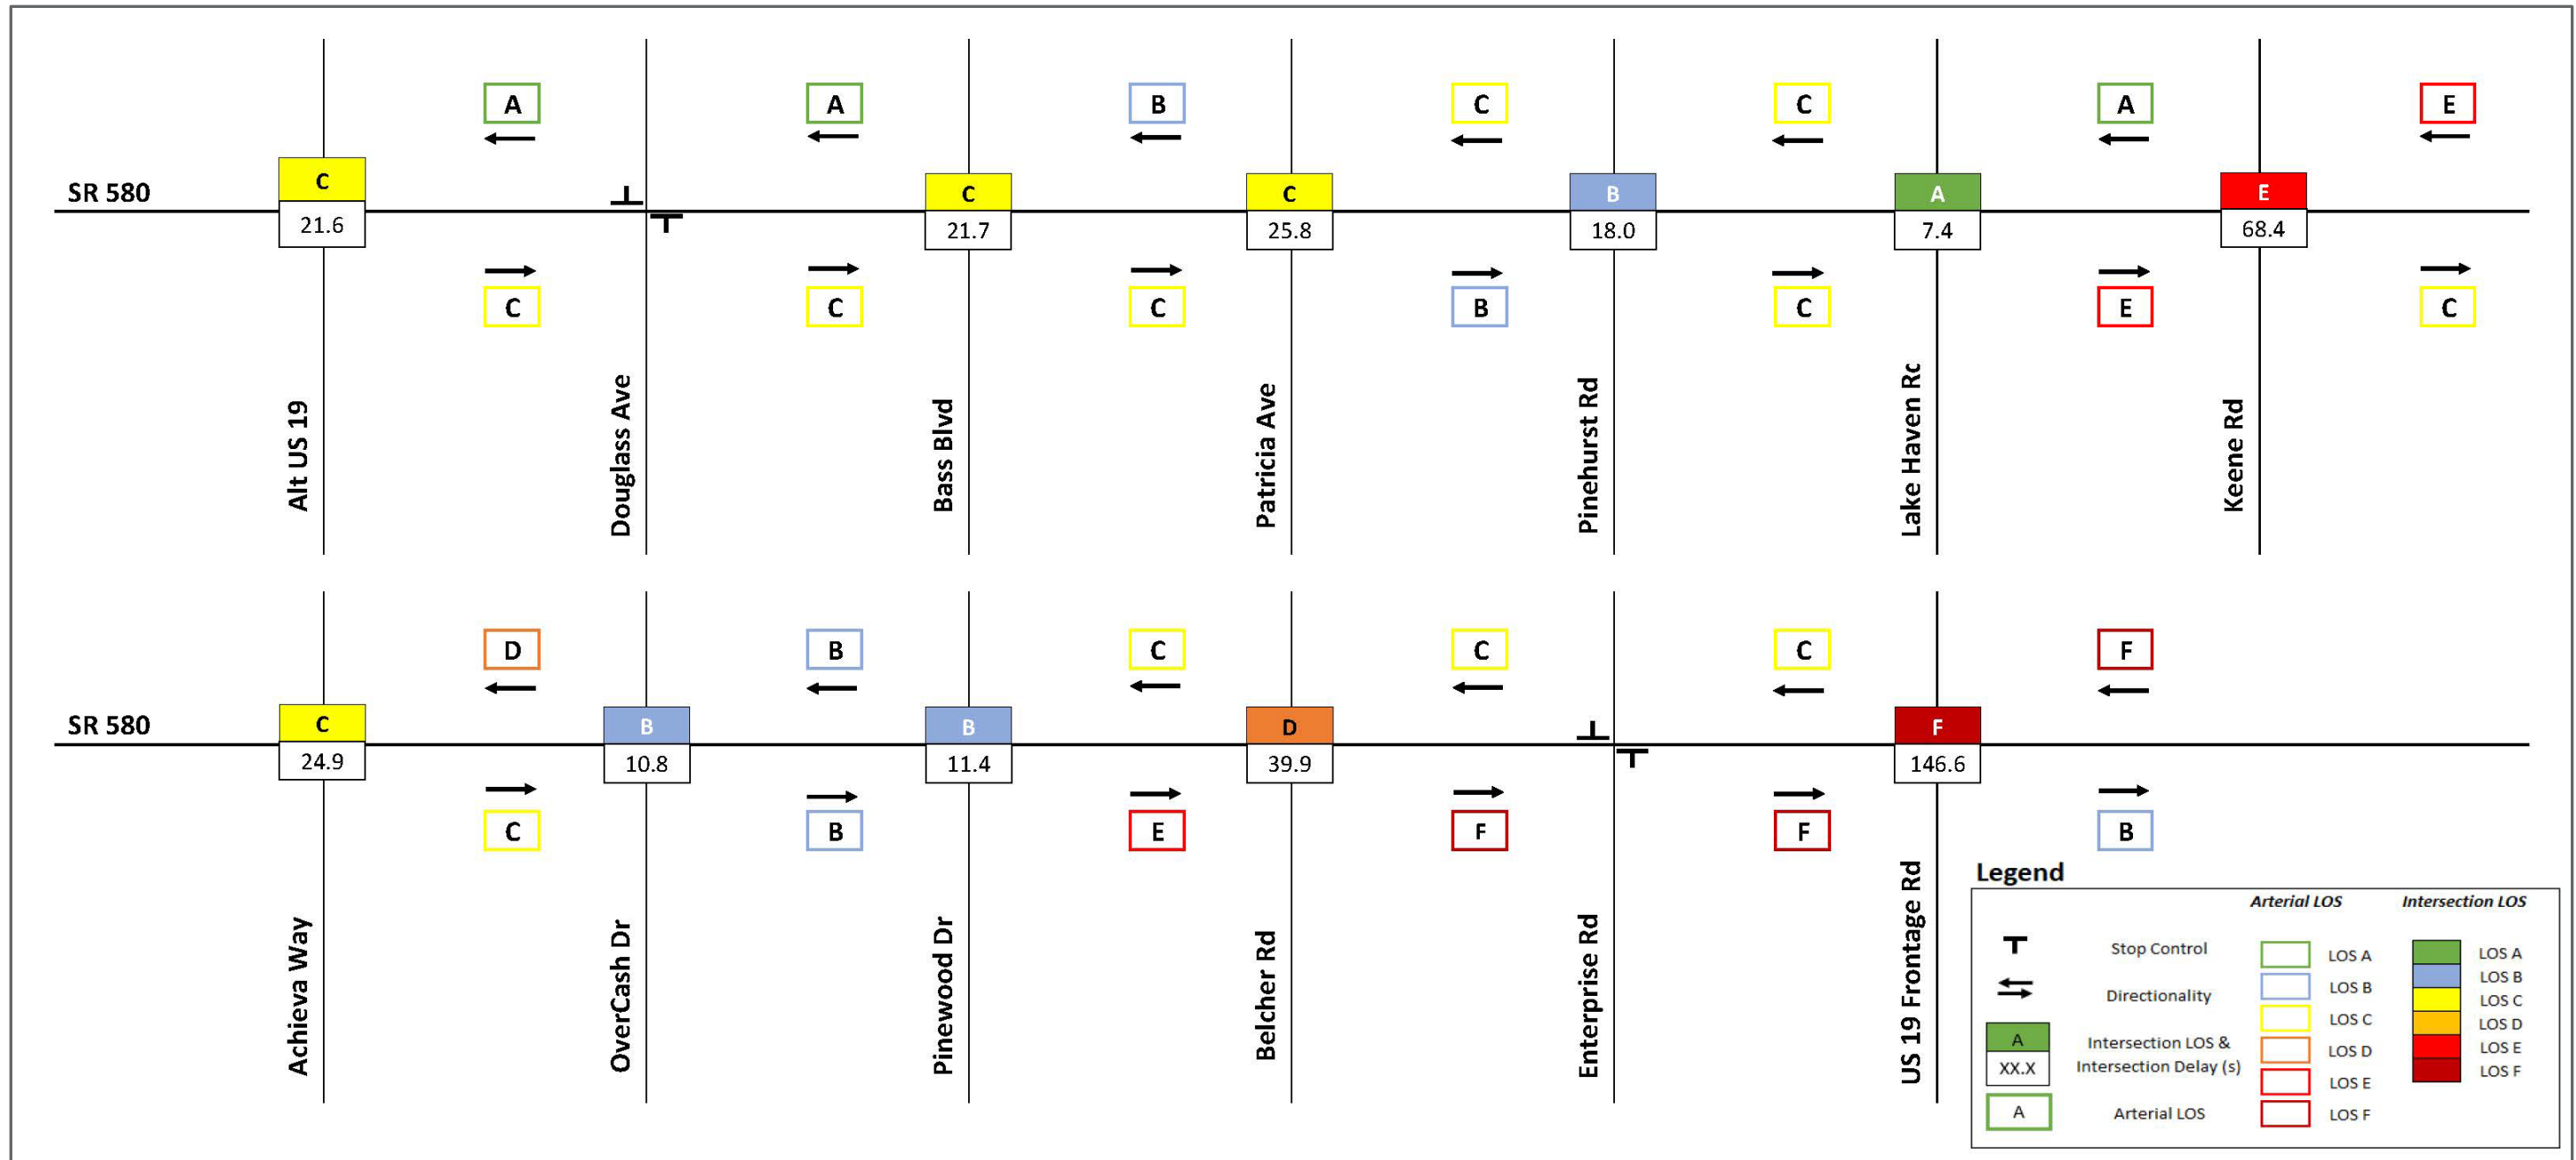 A A B C C A E
SR 580
C C C B A E
21.6 21.7 25.8 18.0 7.4 68.4
C C C B C E C
Alt US 19
Douglass Ave
Bass Blvd
Patricia Ave
Pinehurst Rd
Lake Haven Rc
Keene Rd
D B C C C F
SR 580
C B B D F
24.9 10.8 11.4 39.9 146.6
C B E F F B
Achieva Way
OverCash Dr
Pinewood Dr
Belcher Rd
Enterprise Rd
US 19 Frontage Rd
Legend
Arterial LOS Intersection LOS
Stop Control
Directionality
A
XX.X
Intersection LOS &
Intersection Delay (s)
A
Arterial LOS
LOS A
LOS B
LOS C
LOS D
LOS E
LOS F
LOS A
LOS B
LOS C
LOS D
LOS E
LOS F